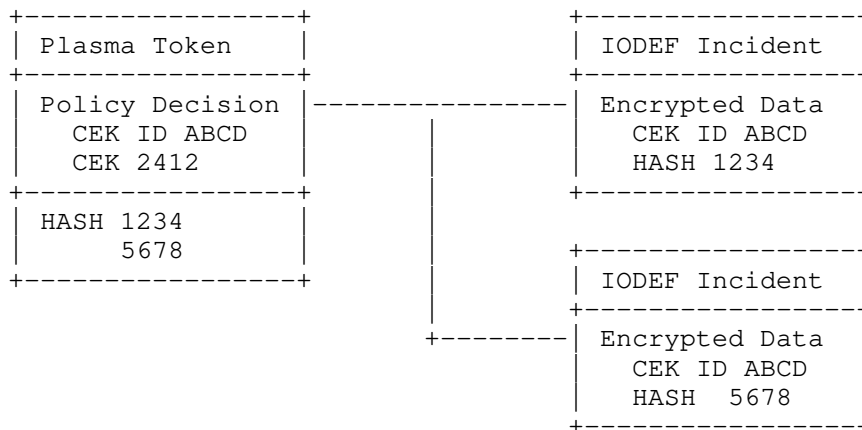 Plasma Token
Policy Decision
CEK ID ABCD
CEK 2412
HASH 1234
5678
IODEF Incident
Encrypted Data
CEK ID ABCD
HASH 1234
IODEF Incident
Encrypted Data
CEK ID ABCD
HASH 5678